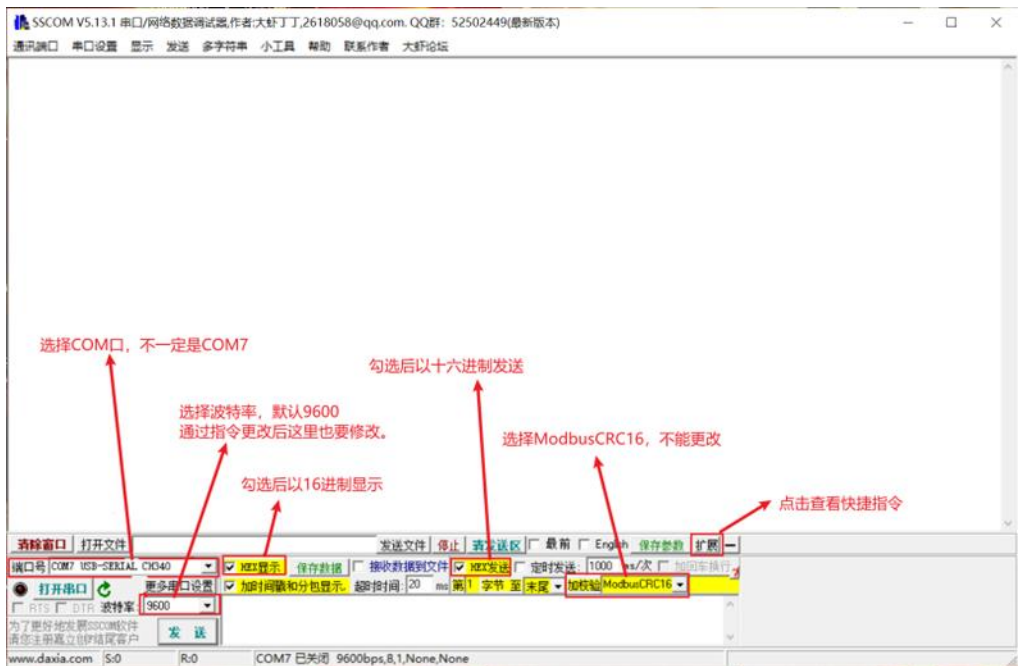 SSCOM V5.13.1 串口/网络数据调试器,作者:大虾丁丁,2618058@qq.com. QQ群：52502449(最新版本)
通讯端口 串口设置 显示 发送 多字符串 小工具 帮助 联系作者 大虾论坛
选择COM口，不一定是COM7
勾选后以十六进制发送
选择波特率，默认9600
通过指令更改后这里也要修改。
选择ModbusCRC16，不能更改
勾选后以16进制显示
点击查看快捷指令
清除窗口 打开文件 发送文件 停止 清发送区 最前 English 保存参数 扩展 —
端口号 COM7 USB-SERIAL CH340 HEX显示 保存数据 接收数据到文件 HEX发送 定时发送: 1000 ms/次 加回车换行
打开串口 更多串口设置 加时间戳和分包显示. 超时时间: 20 ms 第 1 字节 至 末尾 加校验 ModbusCRC16
RTS DTR 波特率: 9600
为了更好地发展SSCOM软件
请您注册嘉立创结尾客户
发 送
www.daxia.com S:0 R:0 COM7 已关闭 9600bps,8,1,None,None